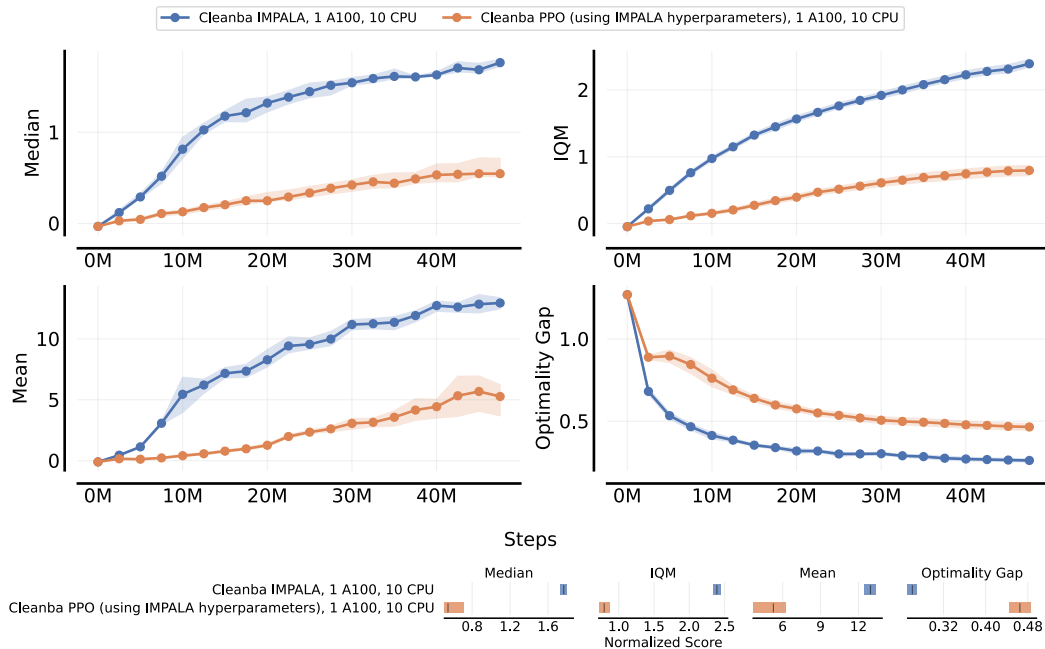 Cleanba IMPALA, 1 A100, 10 CPU Cleanba PPO (using IMPALA hyperparameters), 1 A100, 10 CPU
Median
1
0
0M 10M 20M 30M 40M
IQM
2
1
0
0M 10M 20M 30M 40M
Mean
10
5
0
0M 10M 20M 30M 40M
Optimality Gap
1.0
0.5
0M 10M 20M 30M 40M
Steps
Median IQM Mean Optimality Gap
Cleanba IMPALA, 1 A100, 10 CPU
Cleanba PPO (using IMPALA hyperparameters), 1 A100, 10 CPU
0.8 1.2 1.6 1.0 1.5 2.0 2.5 6 9 12 0.32 0.40 0.48
Normalized Score